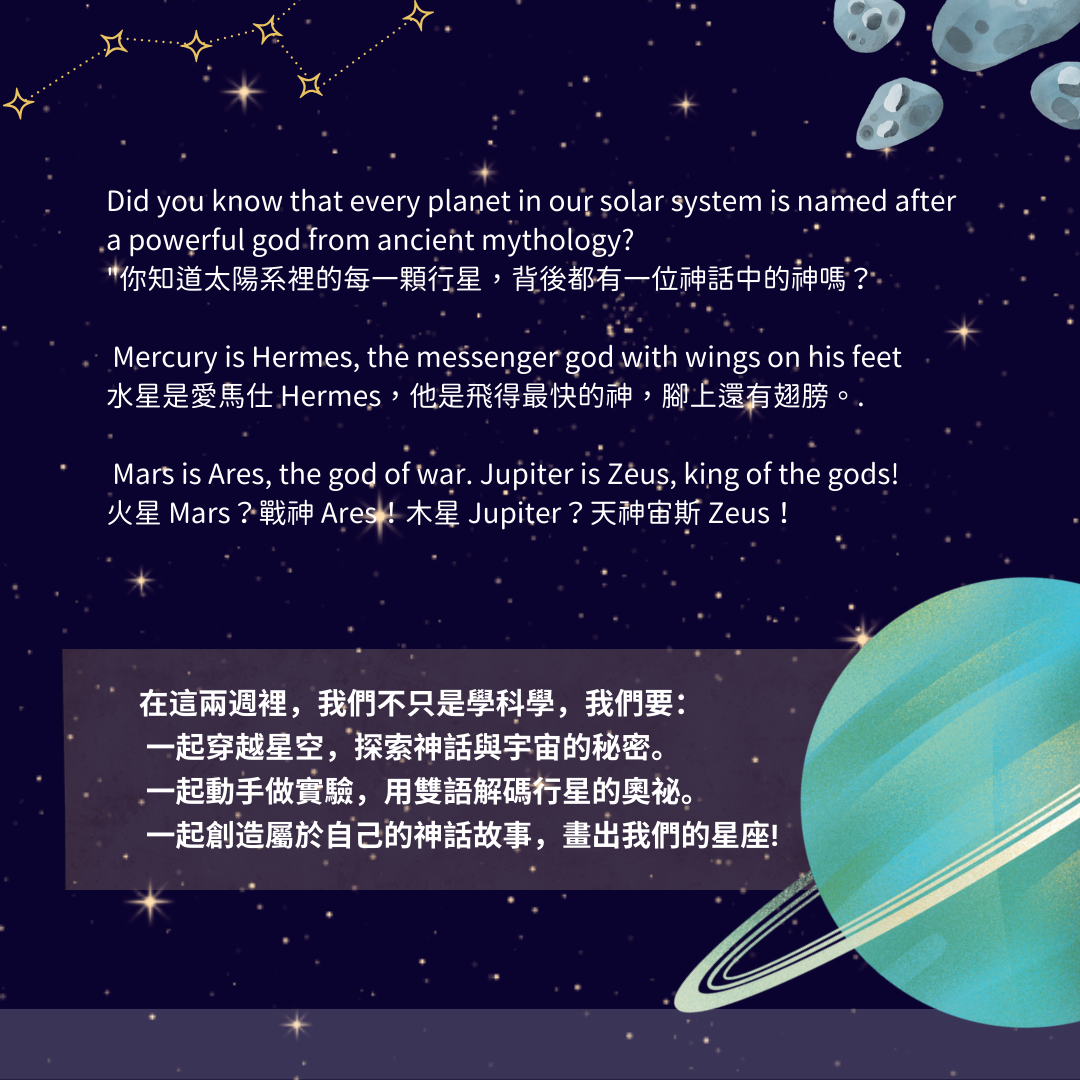 Did you know that every planet in our solar system is named after
a powerful god from ancient mythology?
"你知道太陽系裡的每一顆行星，背後都有一位神話中的神嗎？
Mercury is Hermes, the messenger god with wings on his feet
水星是愛馬仕 Hermes，他是飛得最快的神，腳上還有翅膀。.
Mars is Ares, the god of war. Jupiter is Zeus, king of the gods!
火星 Mars？戰神 Ares！木星 Jupiter？天神宙斯 Zeus！
在這兩週裡，我們不只是學科學，我們要：
一起穿越星空，探索神話與宇宙的秘密。
一起動手做實驗，用雙語解碼行星的奧祕。
一起創造屬於自己的神話故事，畫出我們的星座!